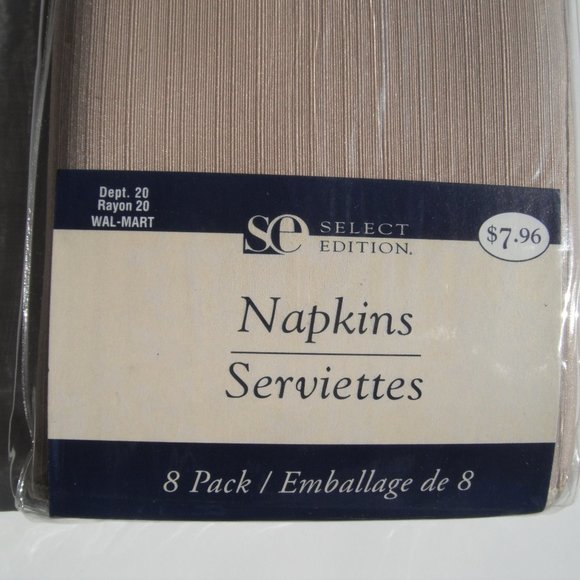 Dept. 20
Rayon 20
WAL-MART
se SELECT
EDITION.
$7.96
Napkins
Serviettes
8 Pack / Emballage de 8